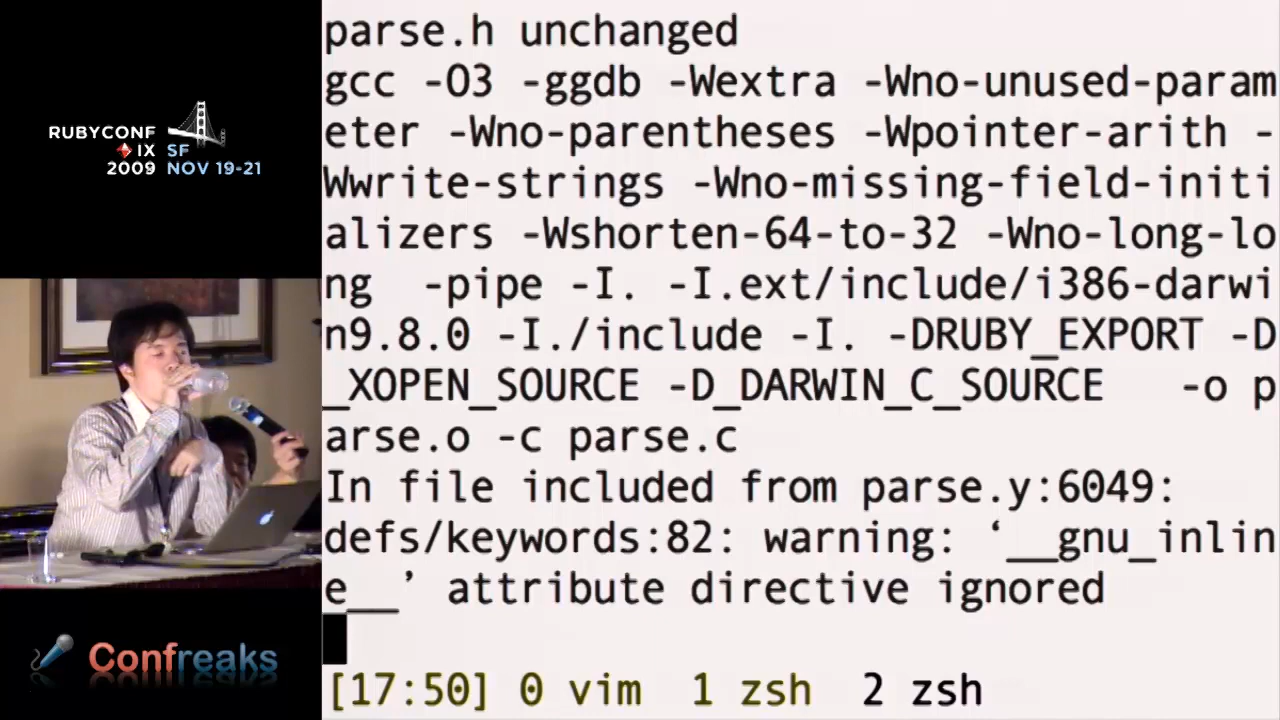 RUBYCONF
IX SF
2009 NOV 19-21
parse.h unchanged
gcc -O3 -ggdb -Wextra -Wno-unused-param
eter -Wno-parentheses -Wpointer-arith -
Wwrite-strings -Wno-missing-field-initi
alizers -Wshorten-64-to-32 -Wno-long-lo
ng  -pipe -I. -I.ext/include/i386-darwi
n9.8.0 -I./include -I. -DRUBY_EXPORT -D
_XOPEN_SOURCE -D_DARWIN_C_SOURCE   -o p
arse.o -c parse.c
In file included from parse.y:6049:
defs/keywords:82: warning: ‘__gnu_inlin
e__’ attribute directive ignored
[17:50] 0 vim  1 zsh  2 zsh
Confreaks